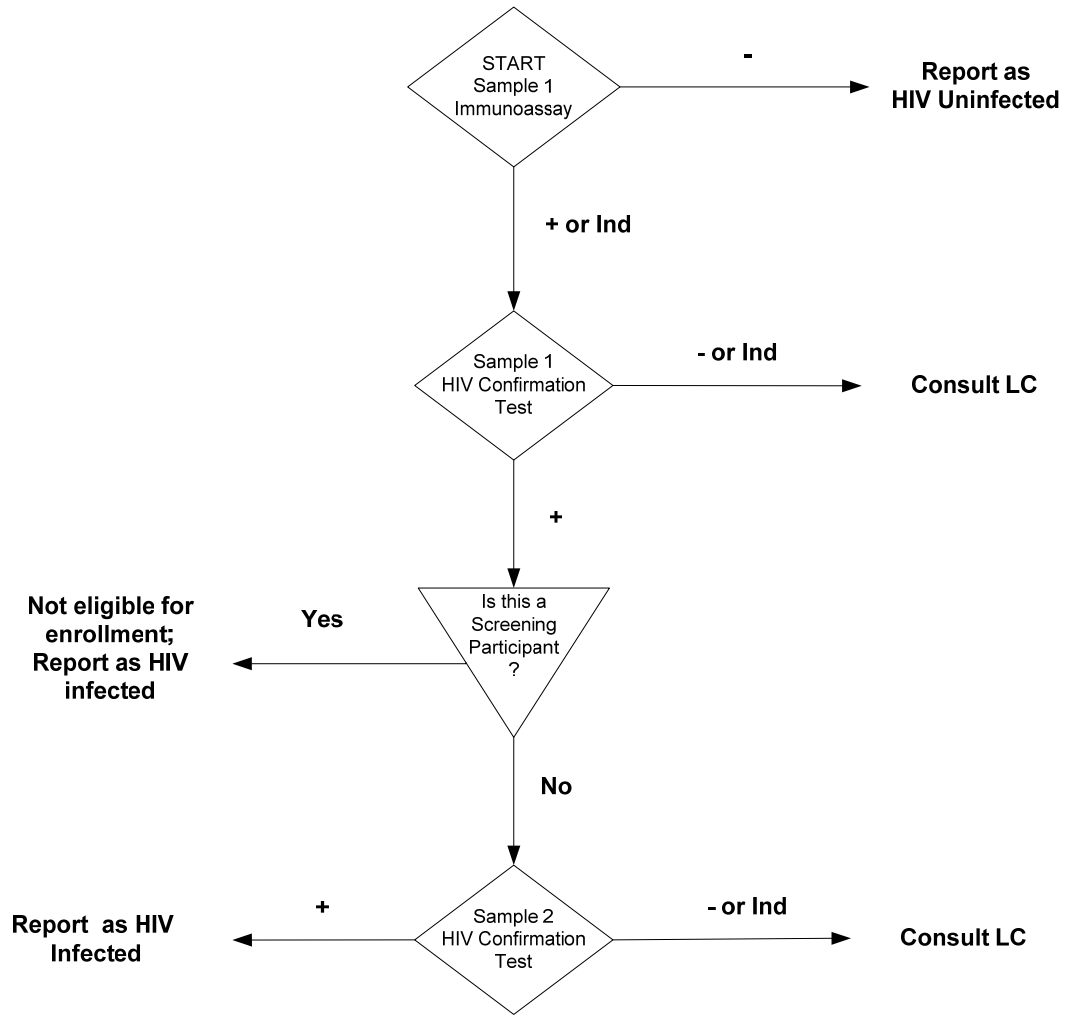 START
Sample 1
Immunoassay
-
Report as
HIV Uninfected
+ or Ind
Sample 1
HIV Confirmation
Test
- or Ind
Consult LC
+
Is this a
Screening
Participant
?
Yes
Not eligible for
enrollment;
Report as HIV
infected
No
Sample 2
HIV Confirmation
Test
+
Report as HIV
Infected
- or Ind
Consult LC